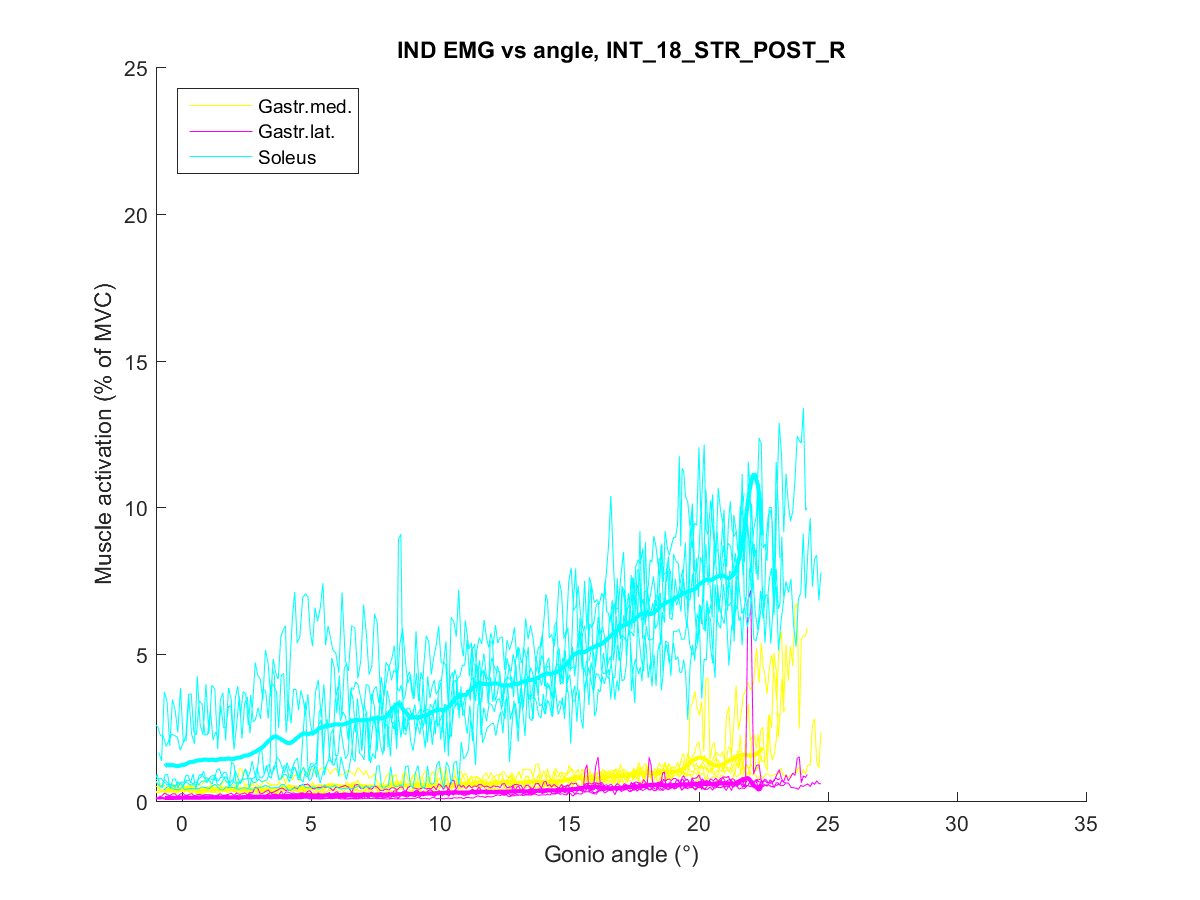 IND EMG vs angle, INT_18_STR_POST_R
25
20
15
10
5
0
Muscle activation (% of MVC)
Gastr.med.
Gastr.lat.
Soleus
0 5 10 15 20 25 30 35
Gonio angle (°)